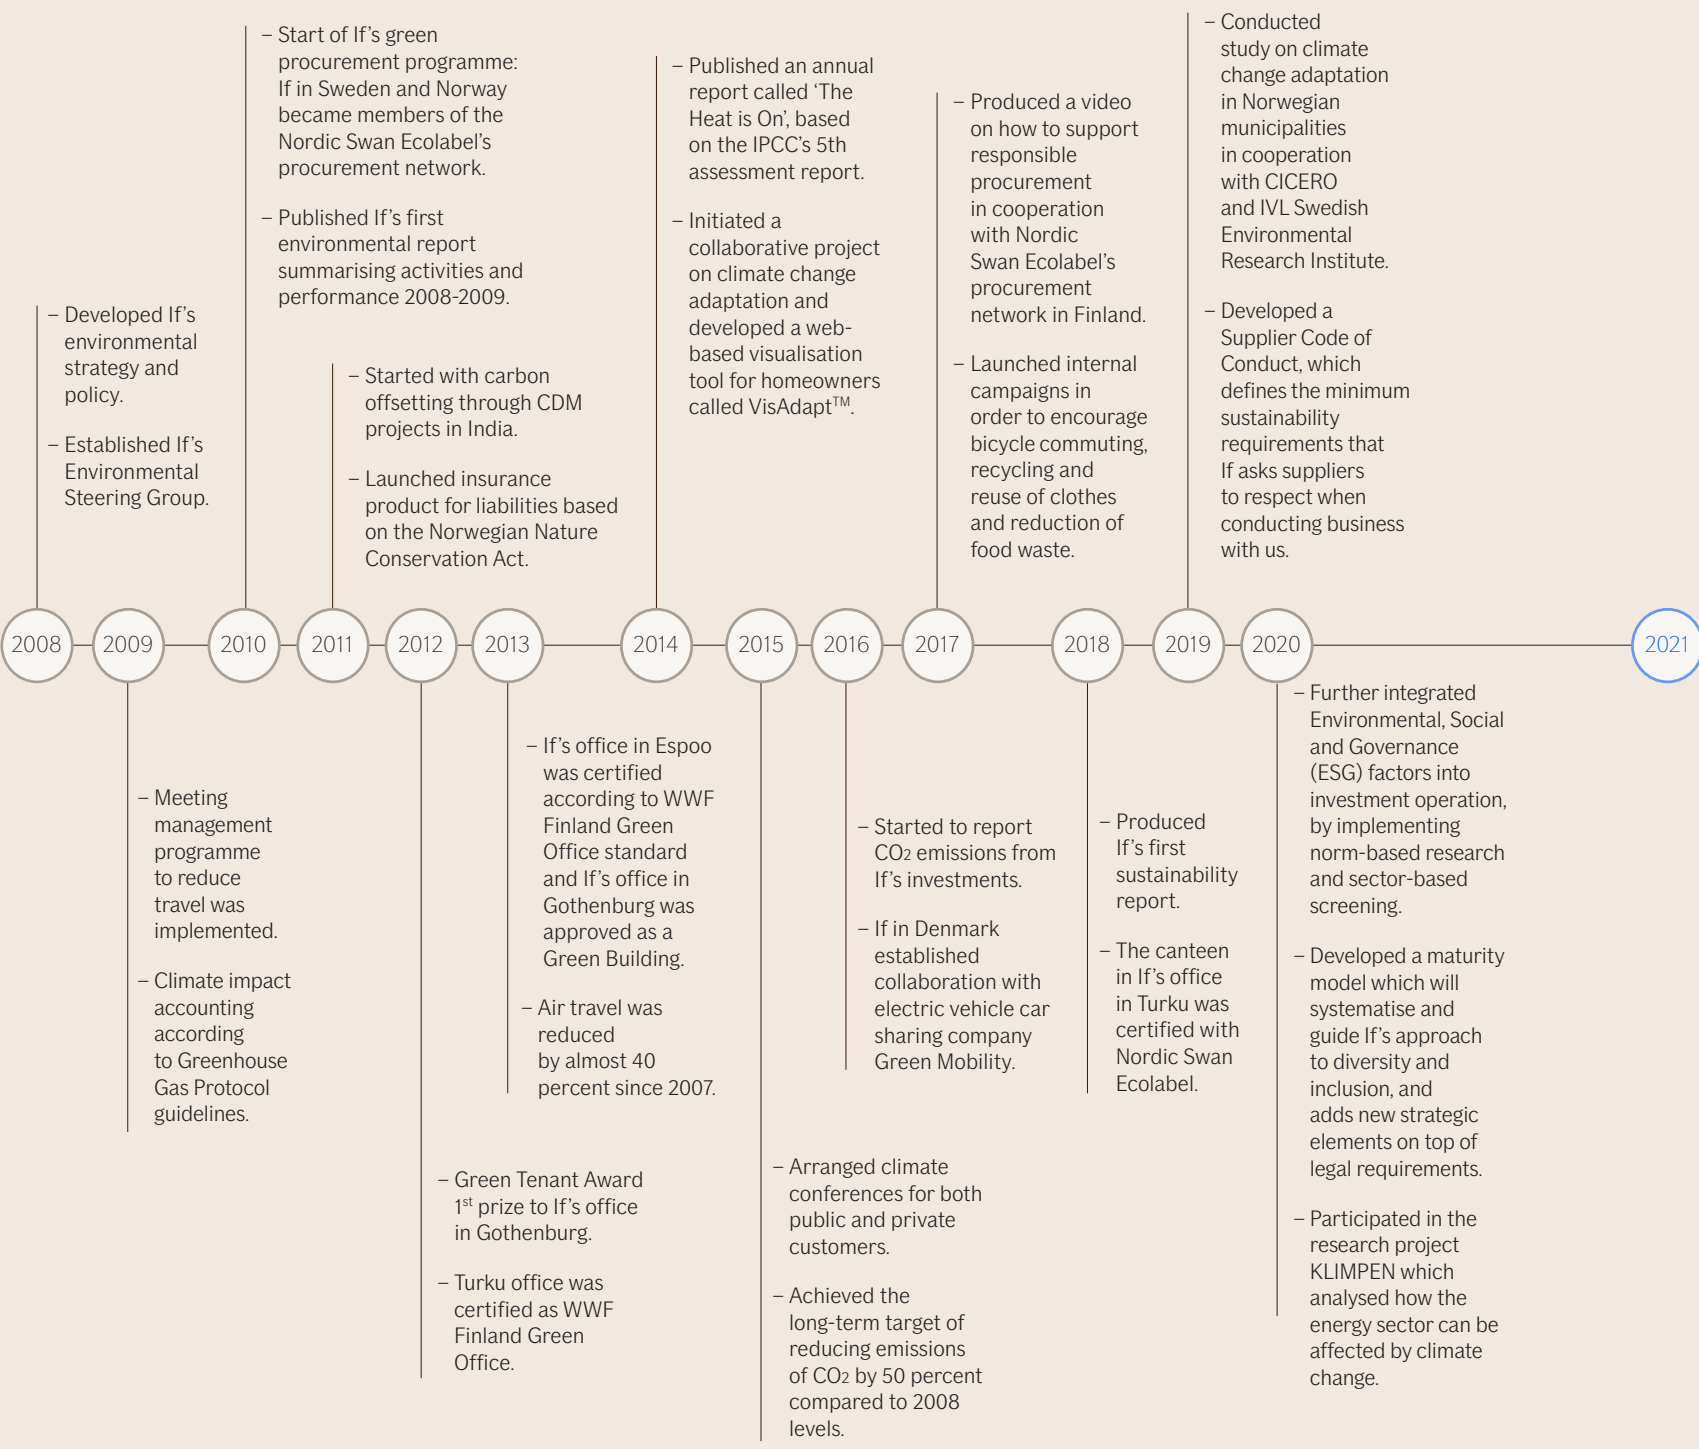 – Developed If's
environmental
strategy and
policy.
– Established If's
Environmental
Steering Group.
– Start of If's green
procurement programme:
If in Sweden and Norway
became members of the
Nordic Swan Ecolabel's
procurement network.
– Published If's first
environmental report
summarising activities and
performance 2008-2009.
– Started with carbon
offsetting through CDM
projects in India.
– Launched insurance
product for liabilities based
on the Norwegian Nature
Conservation Act.
– Published an annual
report called ‘The
Heat is On’, based
on the IPCC's 5th
assessment report.
– Initiated a
collaborative project
on climate change
adaptation and
developed a web-
based visualisation
tool for homeowners
called VisAdapt™.
– Produced a video
on how to support
responsible
procurement
in cooperation
with Nordic
Swan Ecolabel's
procurement
network in Finland.
– Launched internal
campaigns in
order to encourage
bicycle commuting,
recycling and
reuse of clothes
and reduction of
food waste.
– Conducted
study on climate
change adaptation
in Norwegian
municipalities
in cooperation
with CICERO
and IVL Swedish
Environmental
Research Institute.
– Developed a
Supplier Code of
Conduct, which
defines the minimum
sustainability
requirements that
If asks suppliers
to respect when
conducting business
with us.
2008 2009 2010 2011 2012 2013 2014 2015 2016 2017 2018 2019 2020 2021
– Meeting
management
programme
to reduce
travel was
implemented.
– Climate impact
accounting
according
to Greenhouse
Gas Protocol
guidelines.
– Green Tenant Award
1st prize to If's office
in Gothenburg.
– Turku office was
certified as WWF
Finland Green
Office.
– If's office in Espoo
was certified
according to WWF
Finland Green
Office standard
and If's office in
Gothenburg was
approved as a
Green Building.
– Air travel was
reduced
by almost 40
percent since 2007.
– Arranged climate
conferences for both
public and private
customers.
– Achieved the
long-term target of
reducing emissions
of CO2 by 50 percent
compared to 2008
levels.
– Started to report
CO2 emissions from
If's investments.
– If in Denmark
established
collaboration with
electric vehicle car
sharing company
Green Mobility.
– Produced
If's first
sustainability
report.
– The canteen
in If's office
in Turku was
certified with
Nordic Swan
Ecolabel.
– Further integrated
Environmental, Social
and Governance
(ESG) factors into
investment operation,
by implementing
norm-based research
and sector-based
screening.
– Developed a maturity
model which will
systematise and
guide If's approach
to diversity and
inclusion, and
adds new strategic
elements on top of
legal requirements.
– Participated in the
research project
KLIMPEN which
analysed how the
energy sector can be
affected by climate
change.